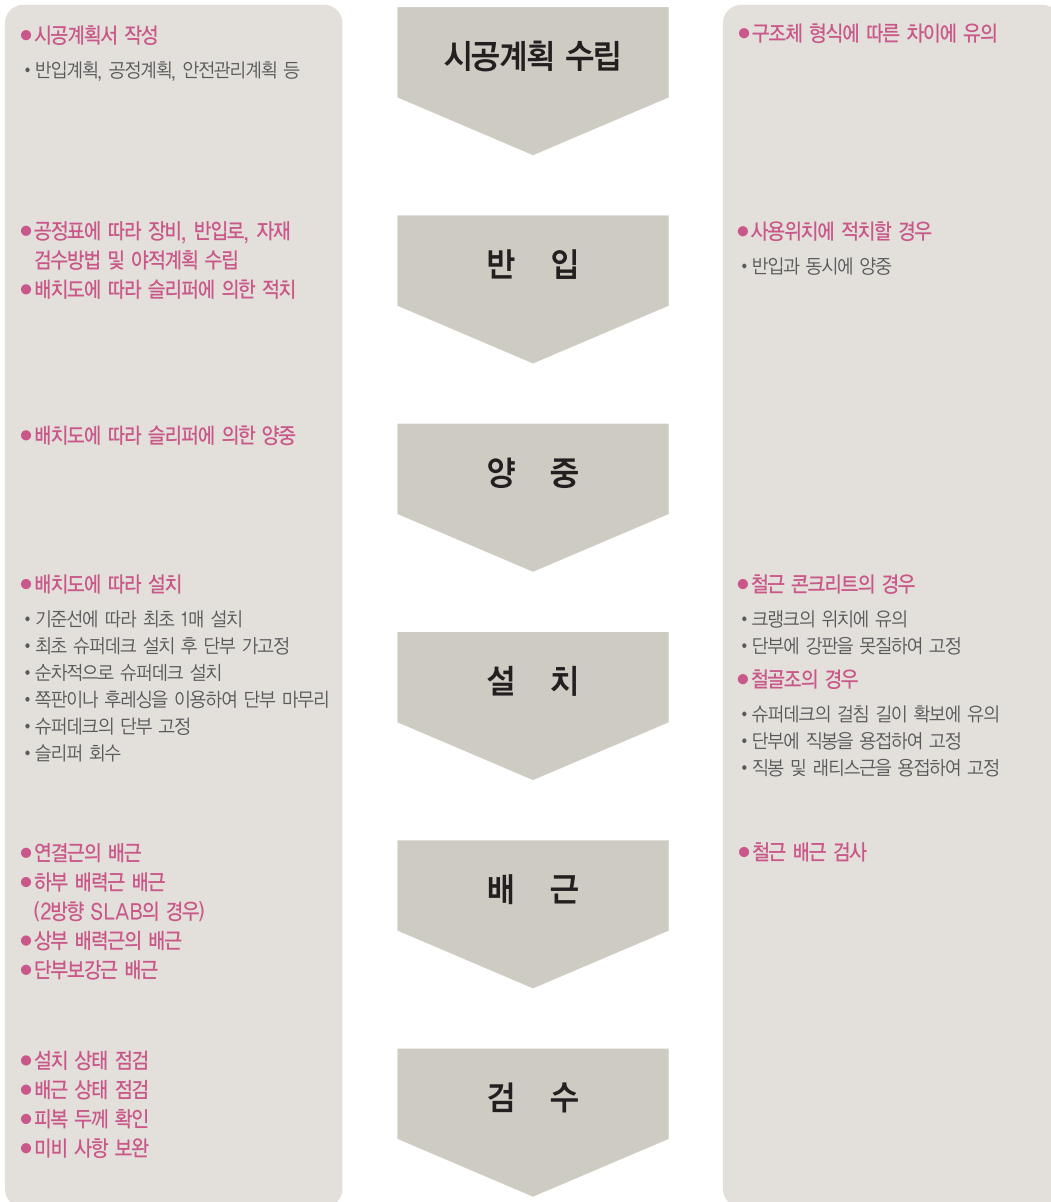 ●시공계획서 작성
• 반입계획, 공정계획, 안전관리계획 등
시공계획 수립
●구조체 형식에 따른 차이에 유의
●공정표에 따라 장비, 반입로, 자재
검수방법 및 야적계획 수립
●배치도에 따라 슬리퍼에 의한 적치
반 입
●사용위치에 적치할 경우
• 반입과 동시에 양중
●배치도에 따라 슬리퍼에 의한 양중
양 중
●배치도에 따라 설치
• 기준선에 따라 최초 1매 설치
• 최초 슈퍼데크 설치 후 단부 가고정
• 순차적으로 슈퍼데크 설치
• 쪽판이나 후레싱을 이용하여 단부 마무리
• 슈퍼데크의 단부 고정
• 슬리퍼 회수
설 치
●철근 콘크리트의 경우
• 크랭크의 위치에 유의
• 단부에 강판을 못질하여 고정
●철골조의 경우
• 슈퍼데크의 걸침 길이 확보에 유의
• 단부에 직봉을 용접하여 고정
• 직봉 및 래티스근을 용접하여 고정
●연결근의 배근
●하부 배력근 배근
(2방향 SLAB의 경우)
●상부 배력근의 배근
●단부보강근 배근
배 근
●철근 배근 검사
●설치 상태 점검
●배근 상태 점검
●피복 두께 확인
●미비 사항 보완
검 수